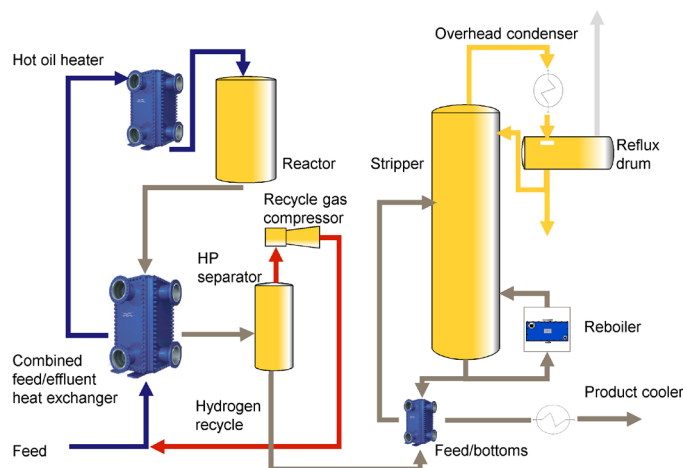 Hot oil heater
Reactor
Recycle gas
compressor
HP
separator
Combined
feed/effluent
heat exchanger
Feed
Hydrogen
recycle
Overhead condenser
Stripper
Reflux
drum
Reboiler
Product cooler
Feed/bottoms